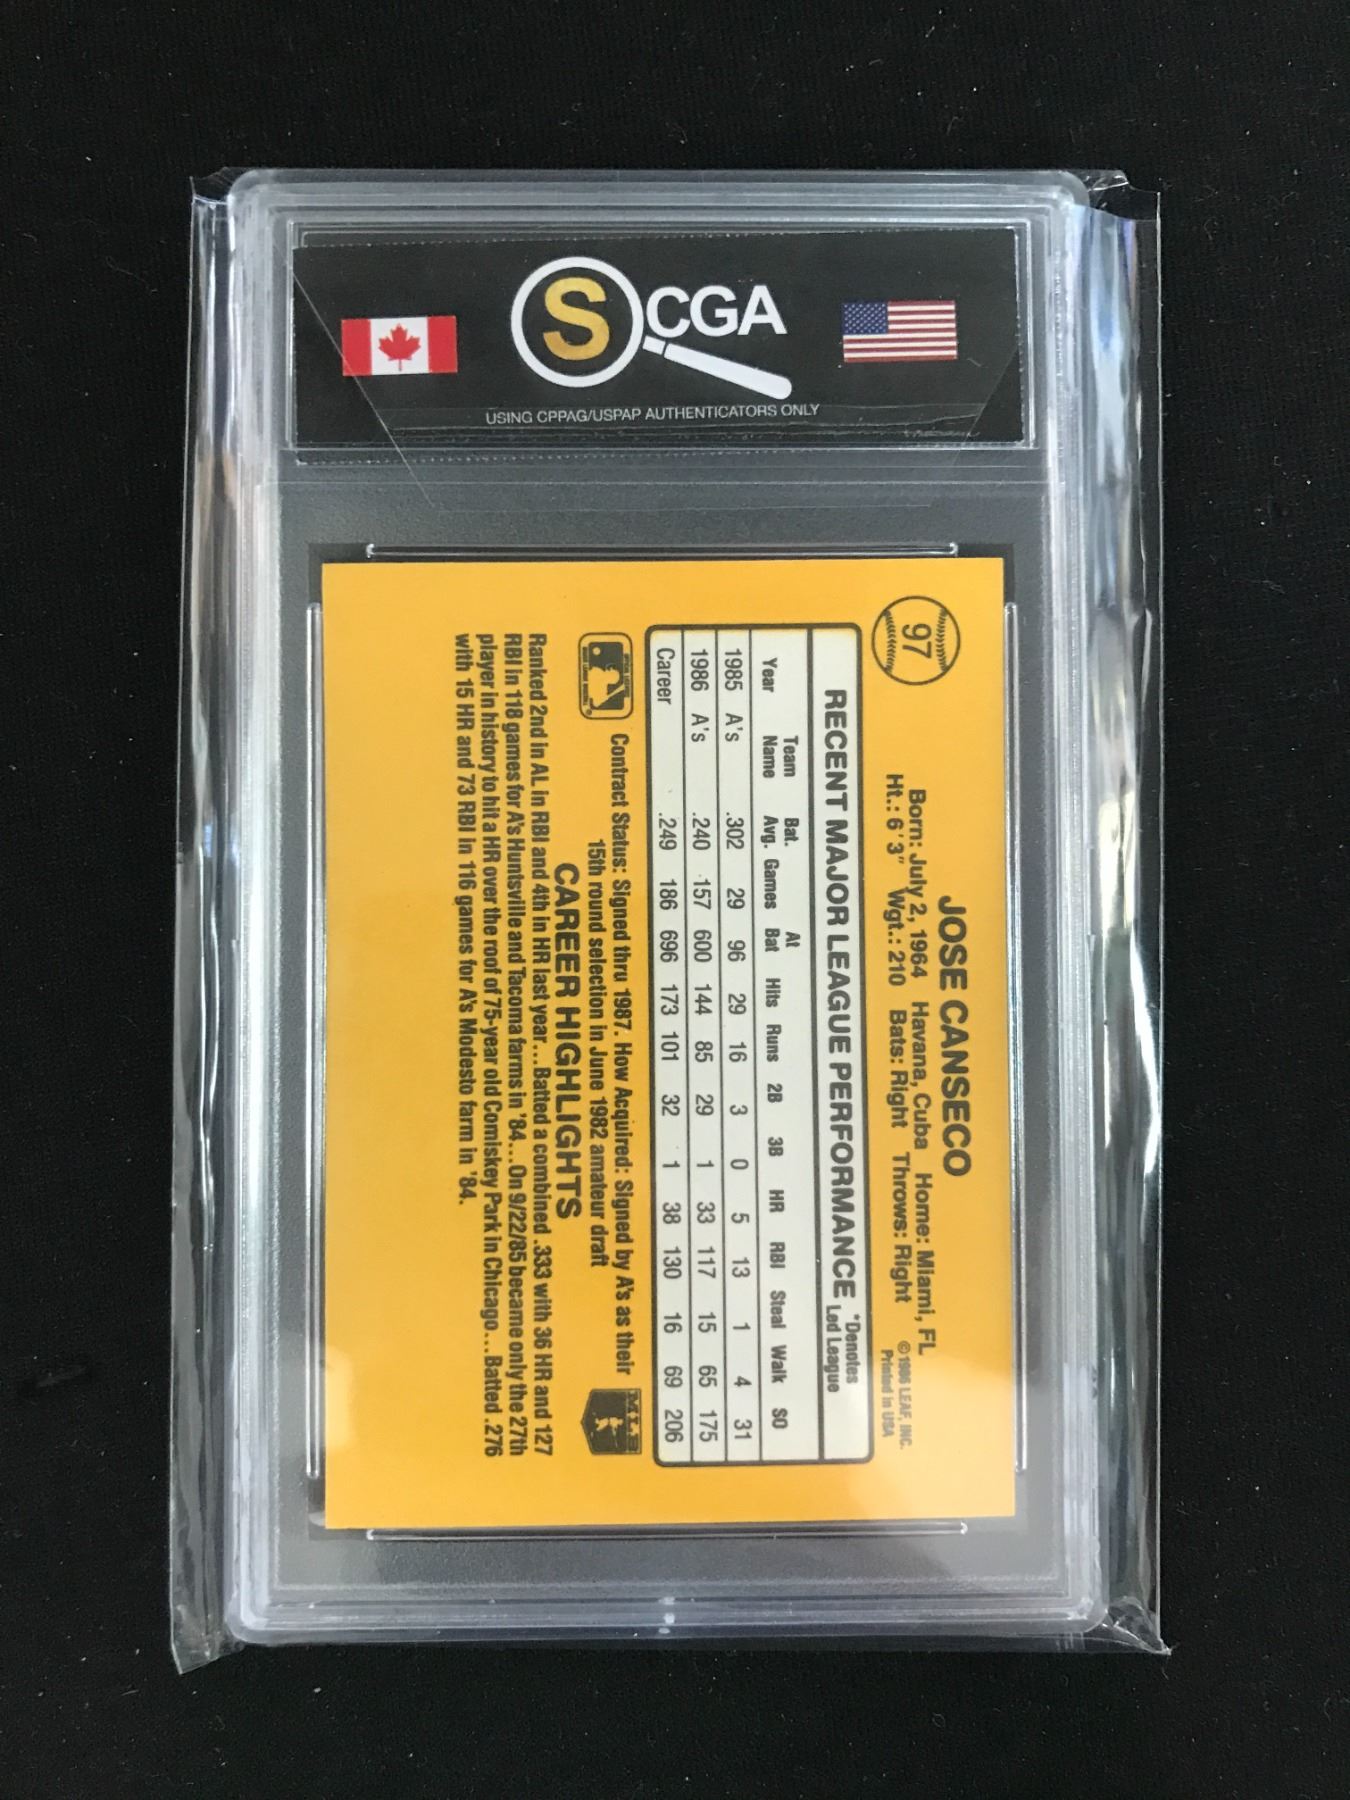 SCGA
USING CPPAG/USPAP AUTHENTICATORS ONLY
97
JOSE CANSECO
Born: July 2, 1964 Havana, Cuba Home: Miami, FL
Ht.: 6'3" Wgt.: 210 Bats: Right Throws: Right
©1986 LEAF, INC.
Printed in USA
RECENT MAJOR LEAGUE PERFORMANCE *Denotes Led League
Team Bat. At
Year Name Avg. Games Bat Hits Runs 2B 3B HR RBI Steal Walk SO
1985 A's .302 29 96 29 16 3 0 5 13 1 4 31
1986 A's .240 157 600 144 85 29 1 33 117 15 65 175
Career .249 186 696 173 101 32 1 38 130 16 69 206
Contract Status: Signed thru 1987. How Acquired: Signed by A's as their
15th round selection in June 1982 amateur draft
MLB
CAREER HIGHLIGHTS
Ranked 2nd in AL in RBI and 4th in HR last year...Batted a combined .333 with 36 HR and 127
RBI in 118 games for A's Huntsville and Tacoma farms in '84...On 9/22/85 became only the 27th
player in history to hit a HR over the roof of 75-year old Comiskey Park in Chicago...Batted .276
with 15 HR and 73 RBI in 116 games for A's Modesto farm in '84.